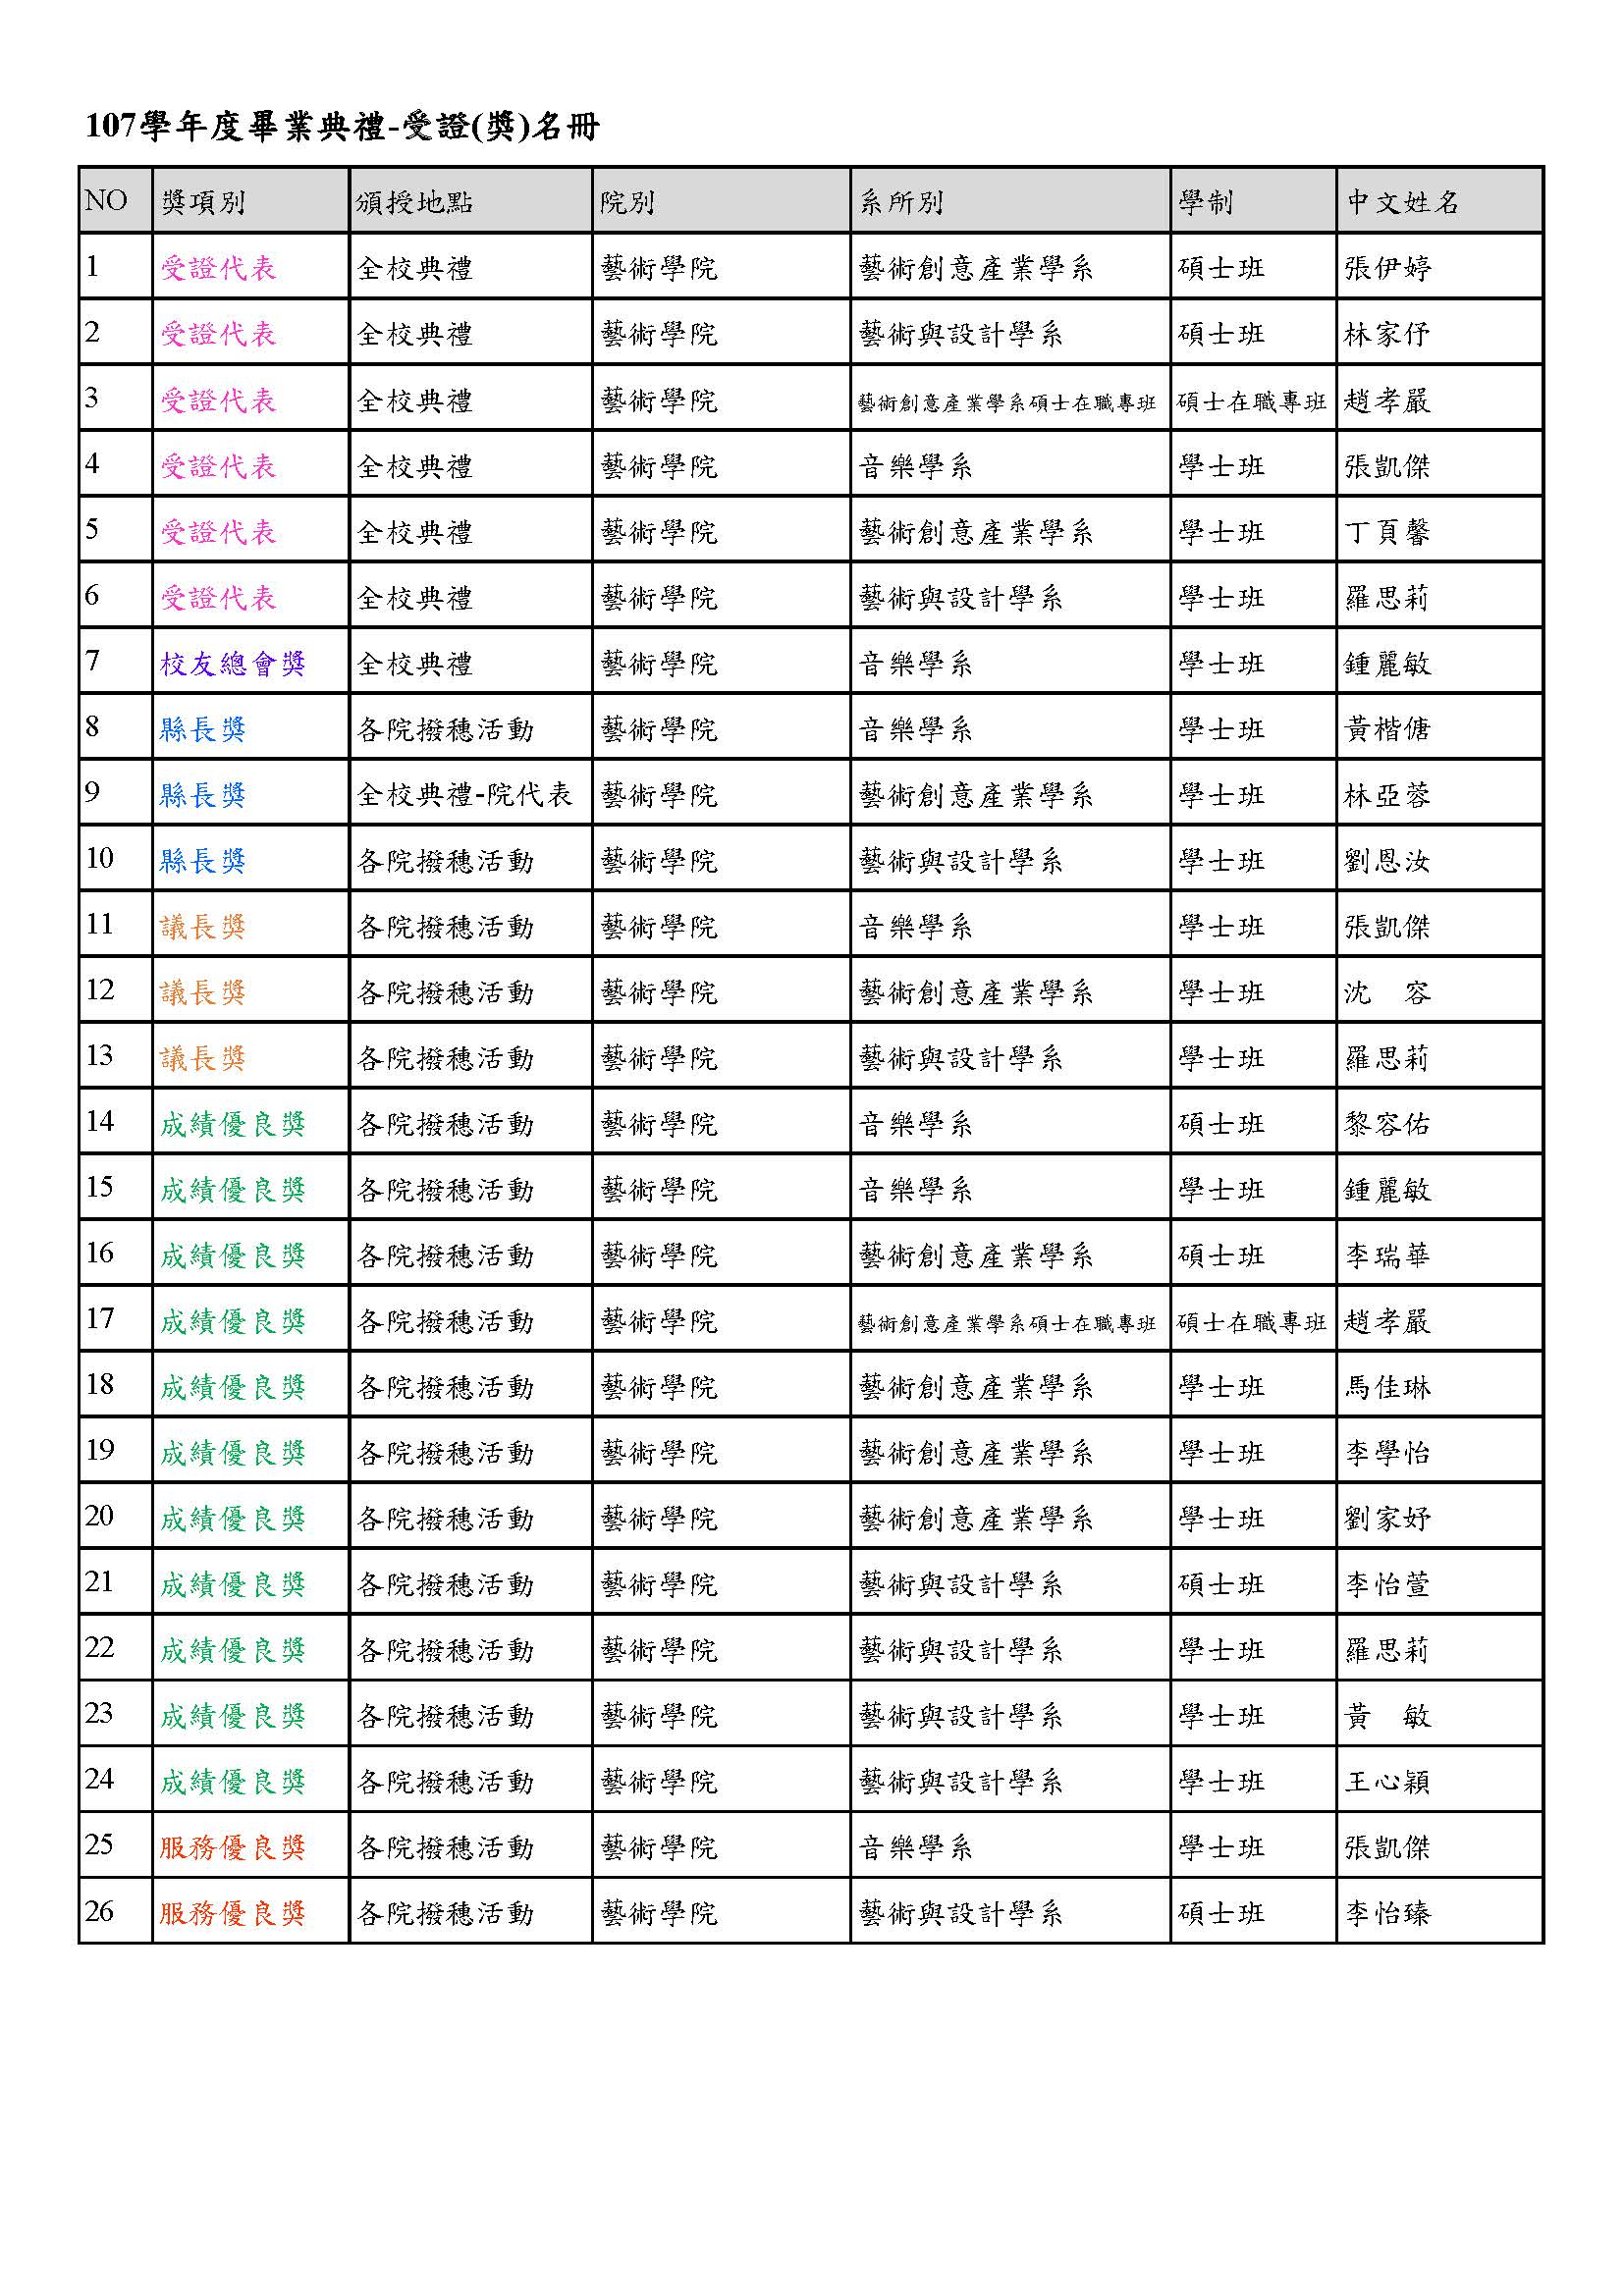 107學年度畢業典禮-受證(獎)名冊
NO 獎項別 頒授地點 院別 系所別 學制 中文姓名
1 受證代表 全校典禮 藝術學院 藝術創意產業學系 碩士班 張伊婷
2 受證代表 全校典禮 藝術學院 藝術與設計學系 碩士班 林家伃
3 受證代表 全校典禮 藝術學院 藝術創意產業學系碩士在職專班 碩士在職專班 趙孝嚴
4 受證代表 全校典禮 藝術學院 音樂學系 學士班 張凱傑
5 受證代表 全校典禮 藝術學院 藝術創意產業學系 學士班 丁頁馨
6 受證代表 全校典禮 藝術學院 藝術與設計學系 學士班 羅思莉
7 校友總會獎 全校典禮 藝術學院 音樂學系 學士班 鍾麗敏
8 縣長獎 各院撥穗活動 藝術學院 音樂學系 學士班 黃楷傏
9 縣長獎 全校典禮-院代表 藝術學院 藝術創意產業學系 學士班 林亞蓉
10 縣長獎 各院撥穗活動 藝術學院 藝術與設計學系 學士班 劉恩汝
11 議長獎 各院撥穗活動 藝術學院 音樂學系 學士班 張凱傑
12 議長獎 各院撥穗活動 藝術學院 藝術創意產業學系 學士班 沈　容
13 議長獎 各院撥穗活動 藝術學院 藝術與設計學系 學士班 羅思莉
14 成績優良獎 各院撥穗活動 藝術學院 音樂學系 碩士班 黎容佑
15 成績優良獎 各院撥穗活動 藝術學院 音樂學系 學士班 鍾麗敏
16 成績優良獎 各院撥穗活動 藝術學院 藝術創意產業學系 碩士班 李瑞華
17 成績優良獎 各院撥穗活動 藝術學院 藝術創意產業學系碩士在職專班 碩士在職專班 趙孝嚴
18 成績優良獎 各院撥穗活動 藝術學院 藝術創意產業學系 學士班 馬佳琳
19 成績優良獎 各院撥穗活動 藝術學院 藝術創意產業學系 學士班 李學怡
20 成績優良獎 各院撥穗活動 藝術學院 藝術創意產業學系 學士班 劉家妤
21 成績優良獎 各院撥穗活動 藝術學院 藝術與設計學系 碩士班 李怡萱
22 成績優良獎 各院撥穗活動 藝術學院 藝術與設計學系 學士班 羅思莉
23 成績優良獎 各院撥穗活動 藝術學院 藝術與設計學系 學士班 黃　敏
24 成績優良獎 各院撥穗活動 藝術學院 藝術與設計學系 學士班 王心穎
25 服務優良獎 各院撥穗活動 藝術學院 音樂學系 學士班 張凱傑
26 服務優良獎 各院撥穗活動 藝術學院 藝術與設計學系 碩士班 李怡臻